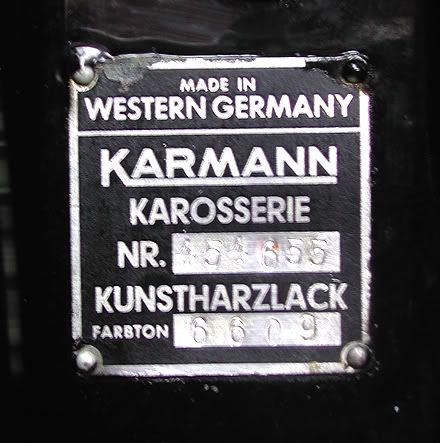 MADE IN
WESTERN GERMANY
KARMANN
KAROSSERIE
NR. 454655
KUNSTHARZLACK
FARBTON 6609